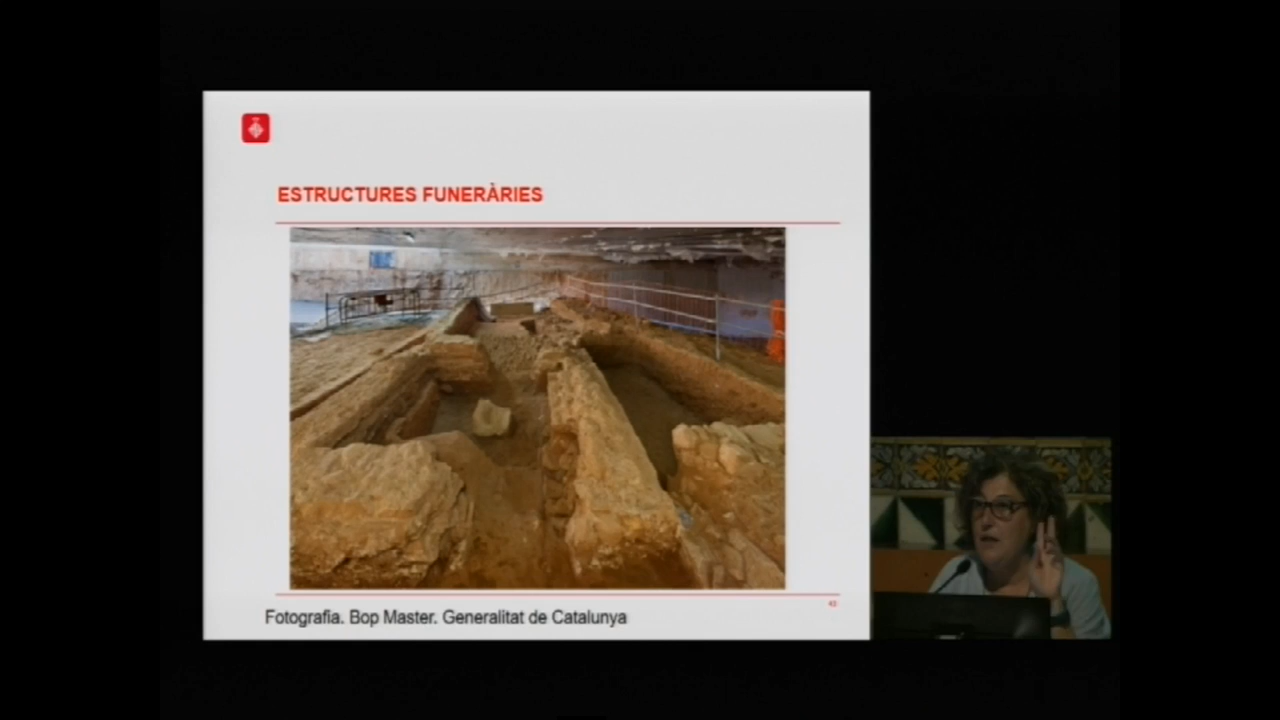 ESTRUCTURES FUNERÀRIES
Fotografia. Bop Master. Generalitat de Catalunya